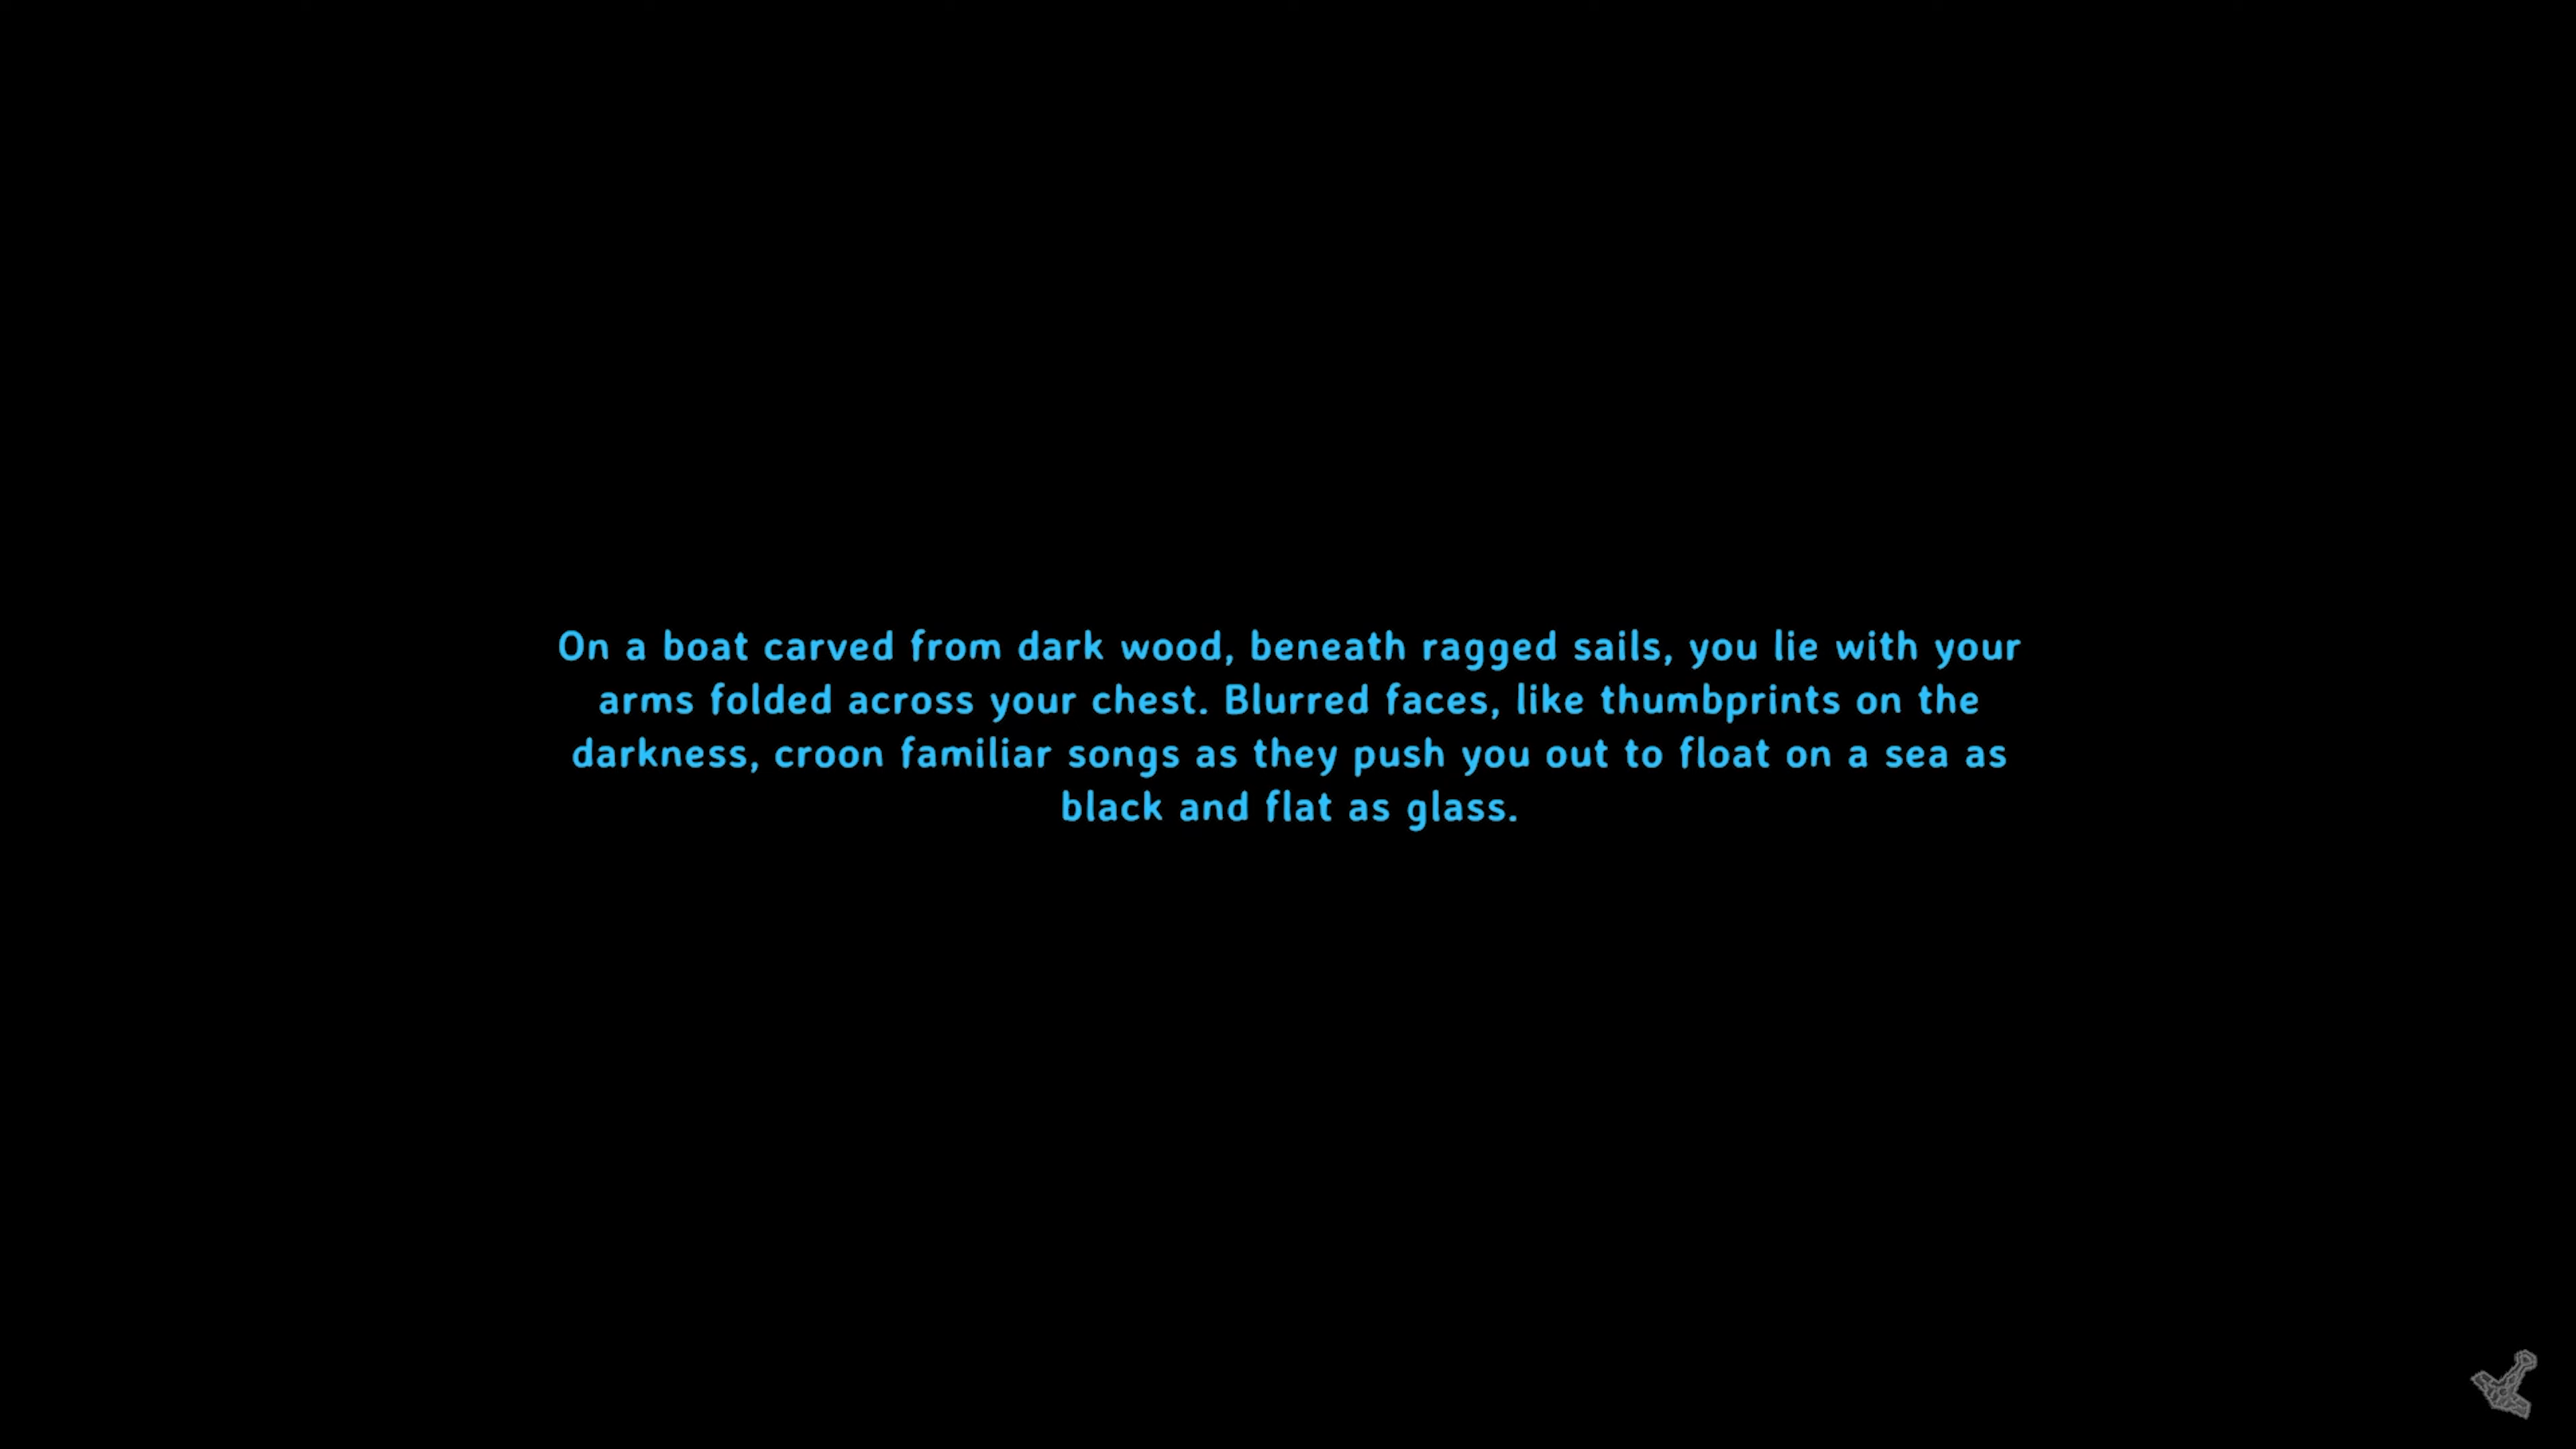 On a boat carved from dark wood, beneath ragged sails, you lie with your
arms folded across your chest. Blurred faces, like thumbprints on the
darkness, croon familiar songs as they push you out to float on a sea as
black and flat as glass.